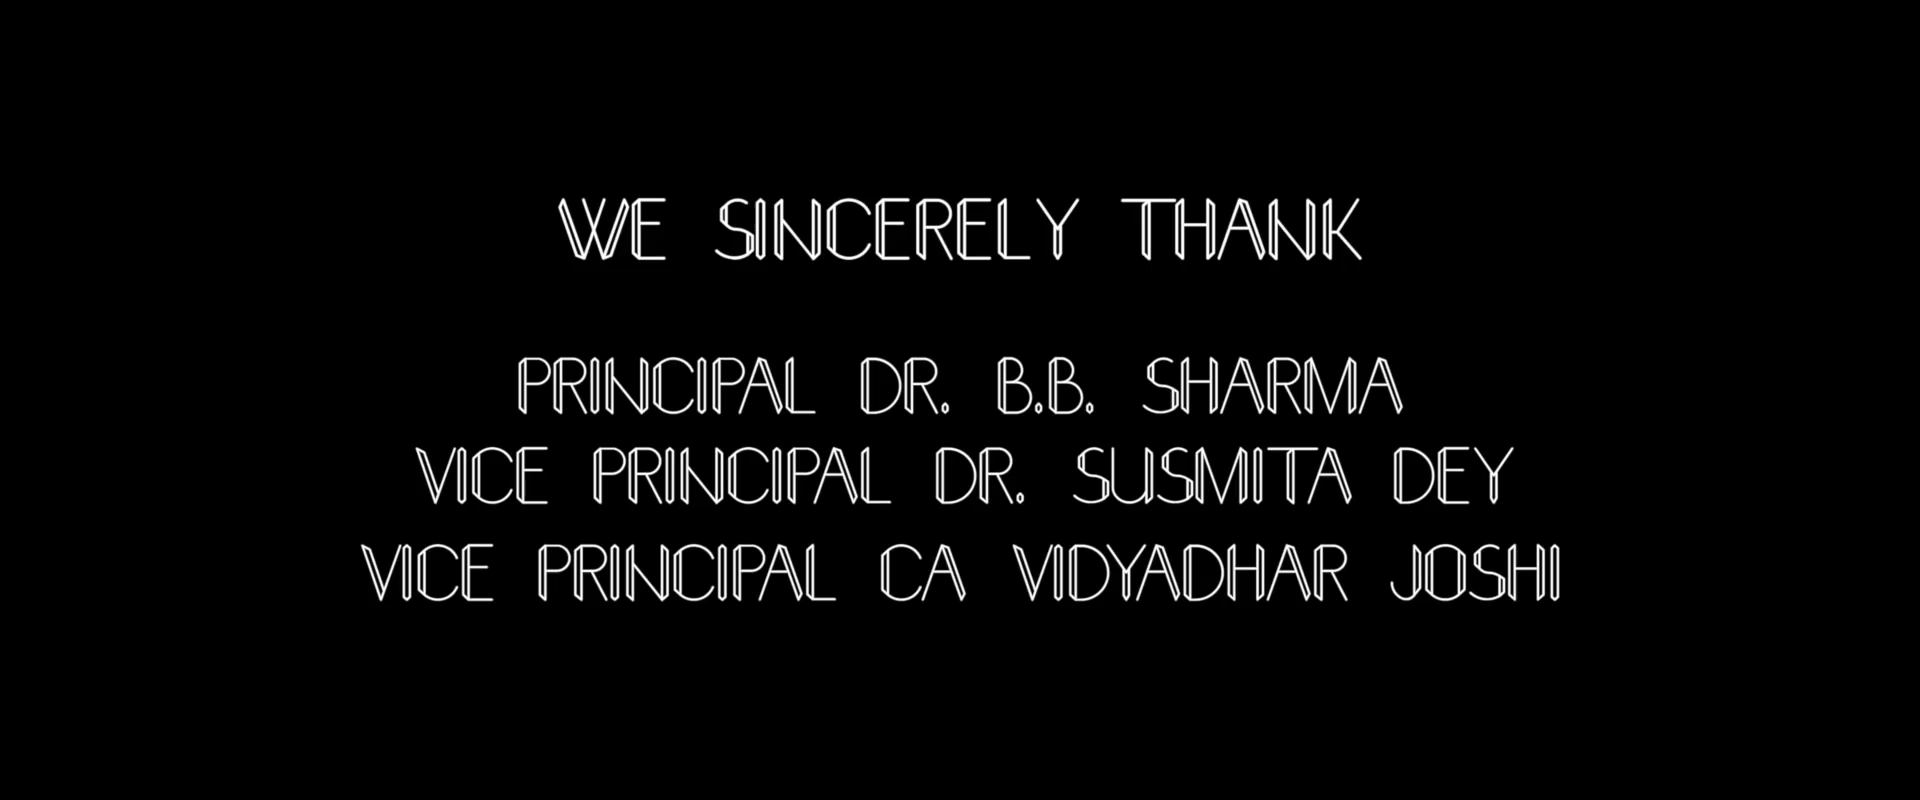 WE SINCERELY THANK
PRINCIPAL DR. B.B. SHARMA
VICE PRINCIPAL DR. SUSMITA DEY
VICE PRINCIPAL CA VIDYADHAR JOSHI